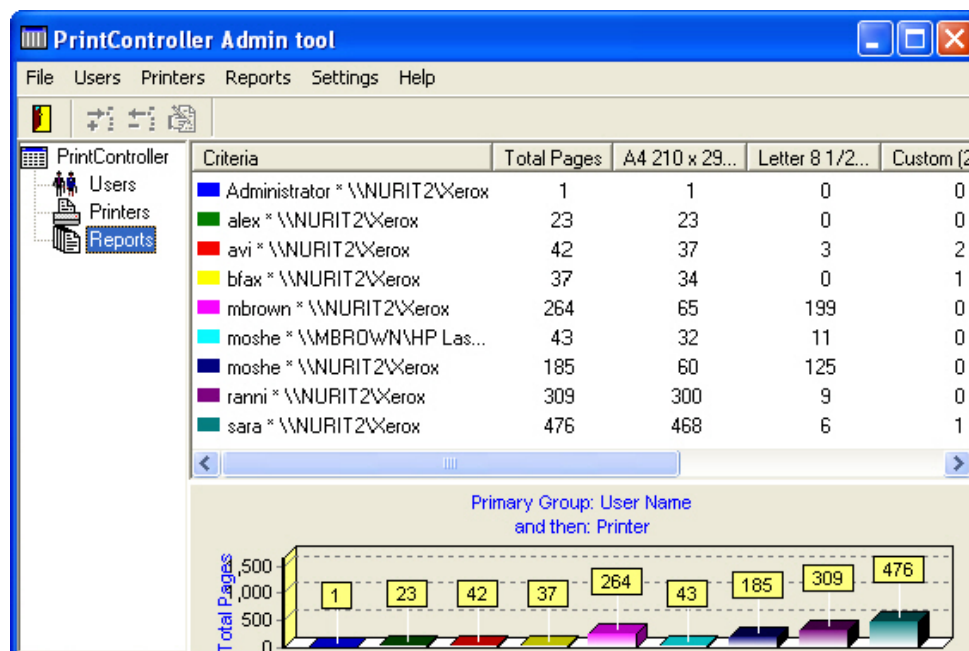 PrintController Admin tool
File Users Printers Reports Settings Help
PrintController
Users
Printers
Reports
Criteria Total Pages A4 210 x 29... Letter 8 1/2... Custom (2
Administrator * \\NURIT2\Xerox 1 1 0 0
alex * \\NURIT2\Xerox 23 23 0 0
avi * \\NURIT2\Xerox 42 37 3 2
bfax * \\NURIT2\Xerox 37 34 0 1
mbrown * \\NURIT2\Xerox 264 65 199 0
moshe * \\MBROWN\HP Las... 43 32 11 0
moshe * \\NURIT2\Xerox 185 60 125 0
ranni * \\NURIT2\Xerox 309 300 9 0
sara * \\NURIT2\Xerox 476 468 6 1
Primary Group: User Name
and then: Printer
Total Pages
1,500
1,000
500
0
1 23 42 37 264 43 185 309 476